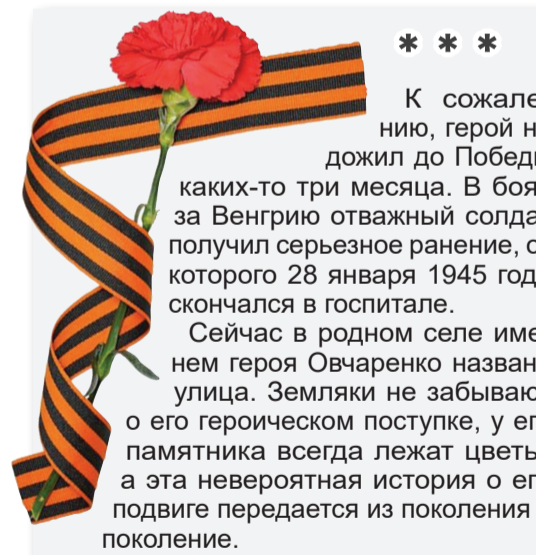 * * *
К сожале
нию, герой н
дожил до Побед
каких-то три месяца. В боя
за Венгрию отважный солда
получил серьезное ранение, о
которого 28 января 1945 год
скончался в госпитале.
Сейчас в родном селе име
нем героя Овчаренко назван
улица. Земляки не забываю
о его героическом поступке, у ег
памятника всегда лежат цветы
а эта невероятная история о ег
подвиге передается из поколения
поколение.